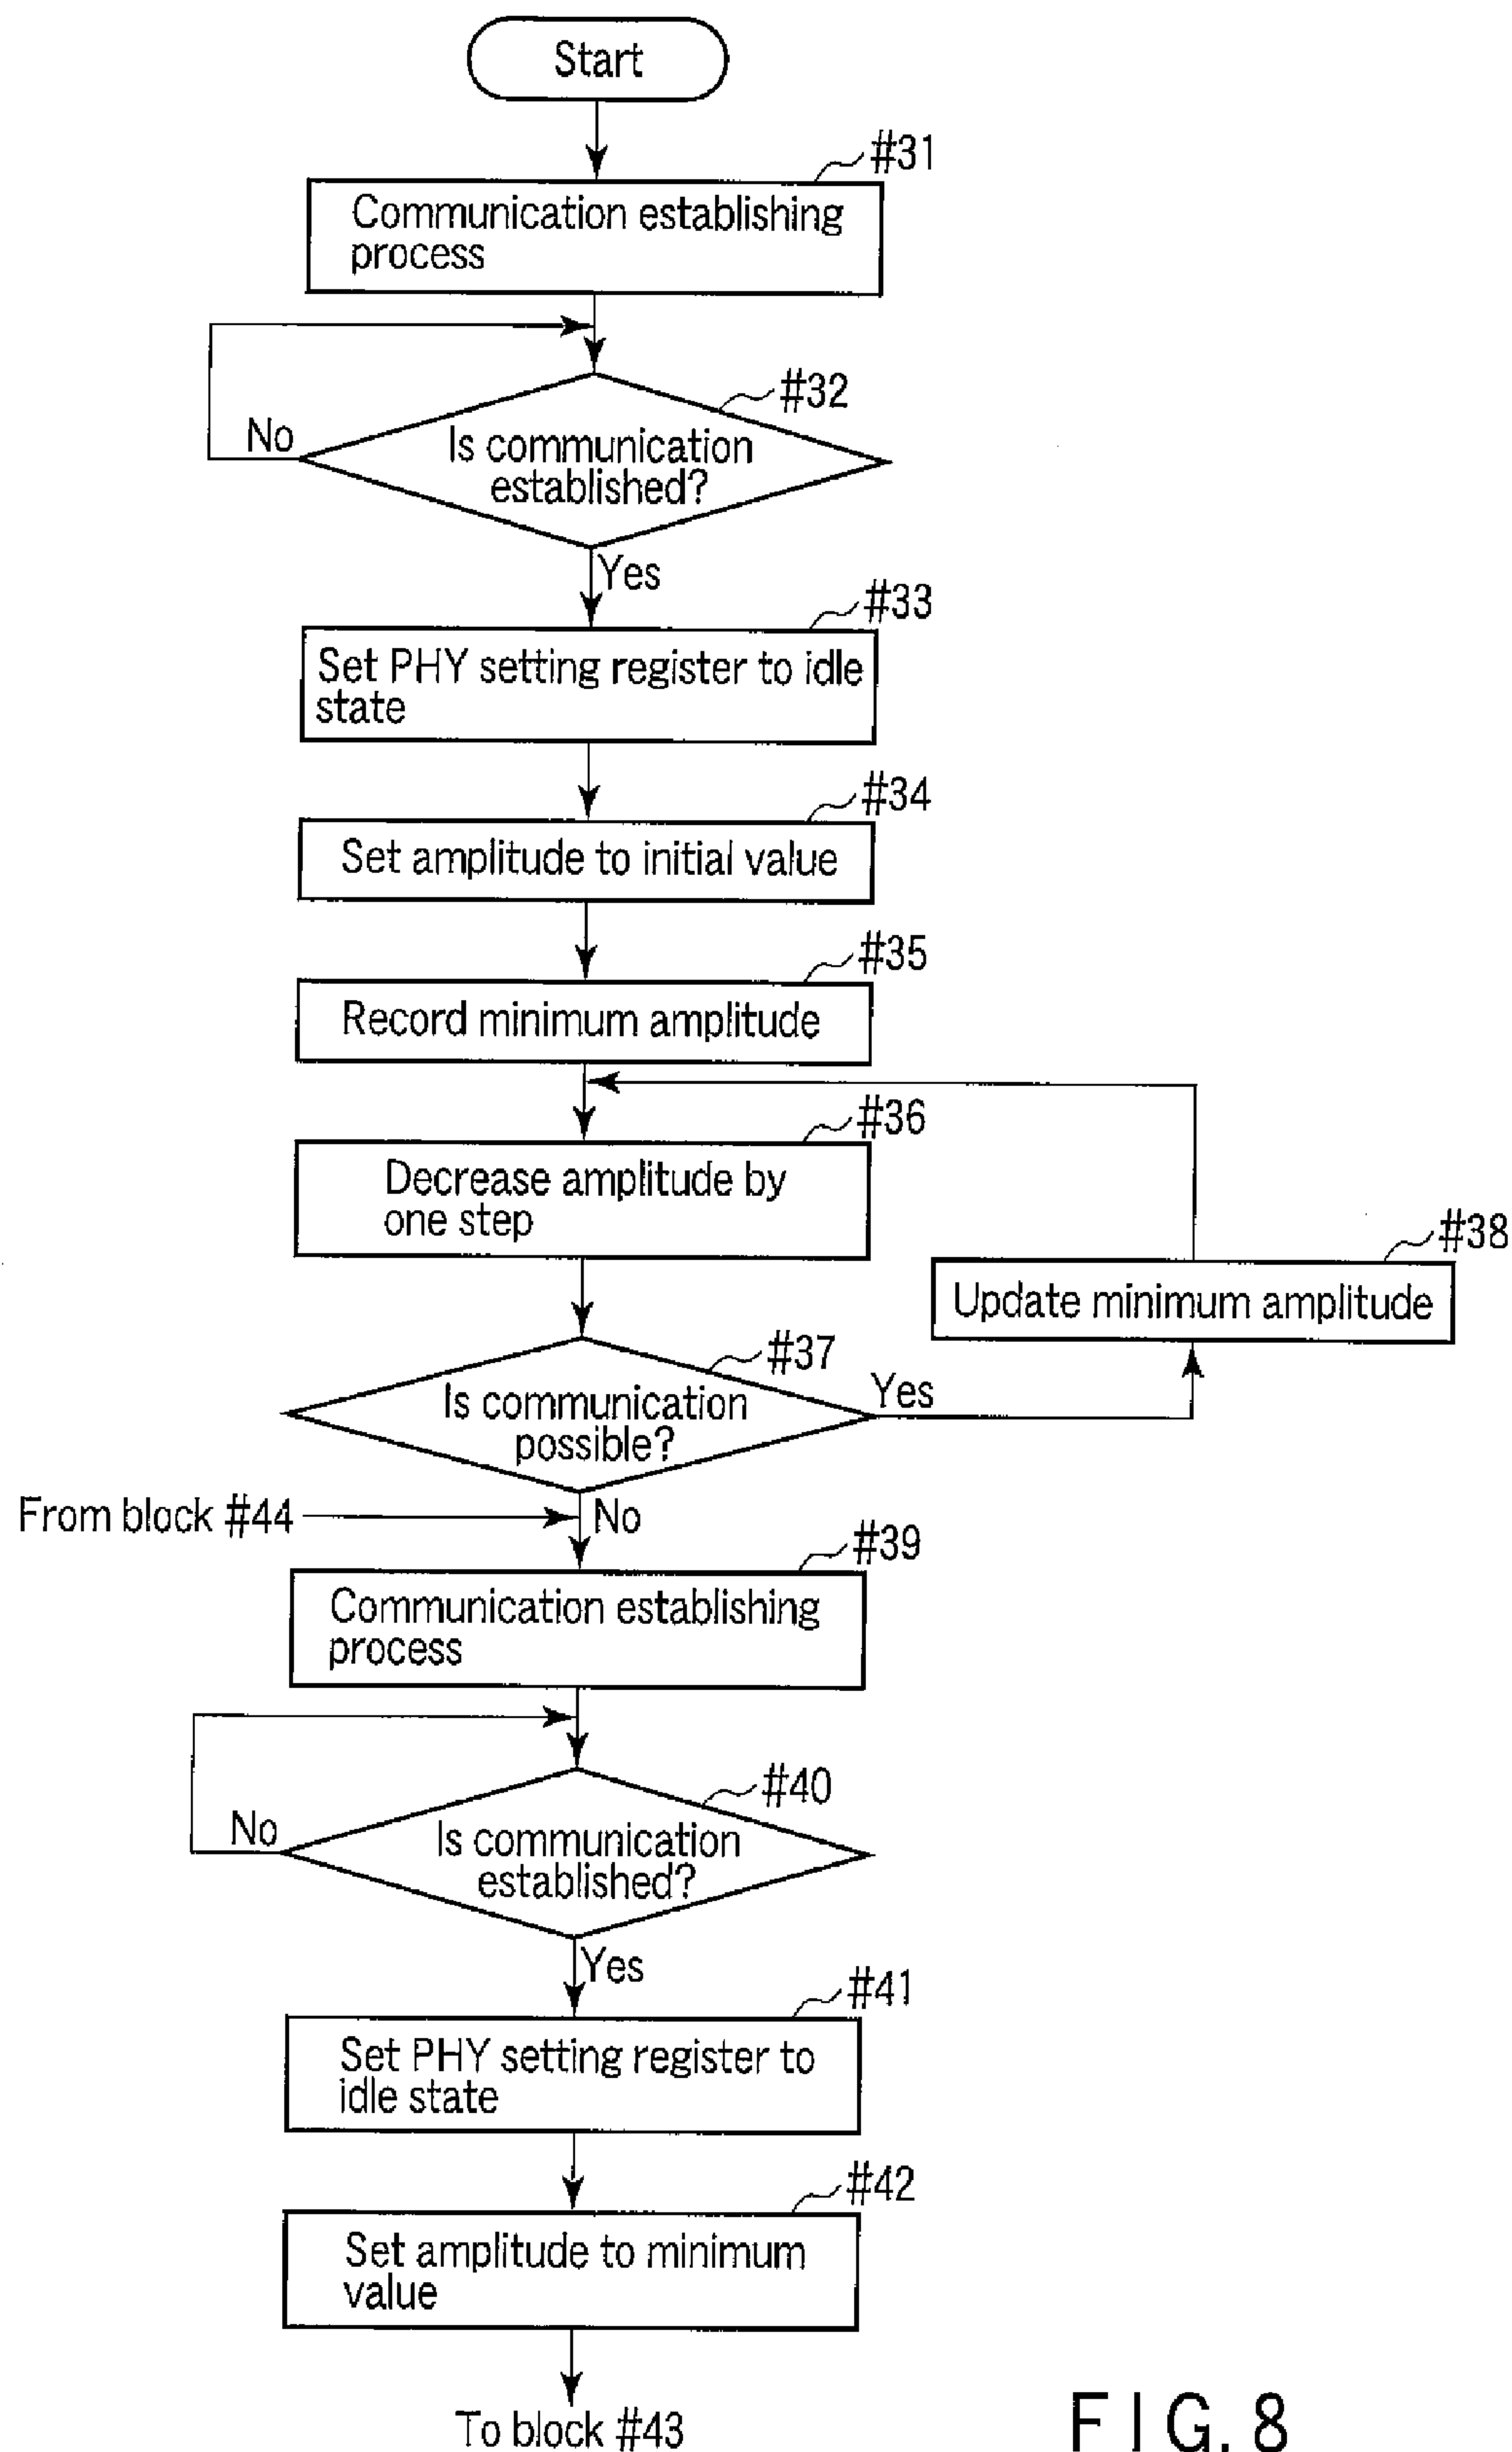 Start
#31
Communication establishing
process
#32
Is communication
established?
No
Yes
#33
Set PHY setting register to idle
state
#34
Set amplitude to initial value
#35
Record minimum amplitude
#36
Decrease amplitude by
one step
#38
Update minimum amplitude
#37
Is communication
possible?
Yes
From block #44
No
#39
Communication establishing
process
#40
Is communication
established?
No
Yes
#41
Set PHY setting register to
idle state
#42
Set amplitude to minimum
value
To block #43
FIG. 8